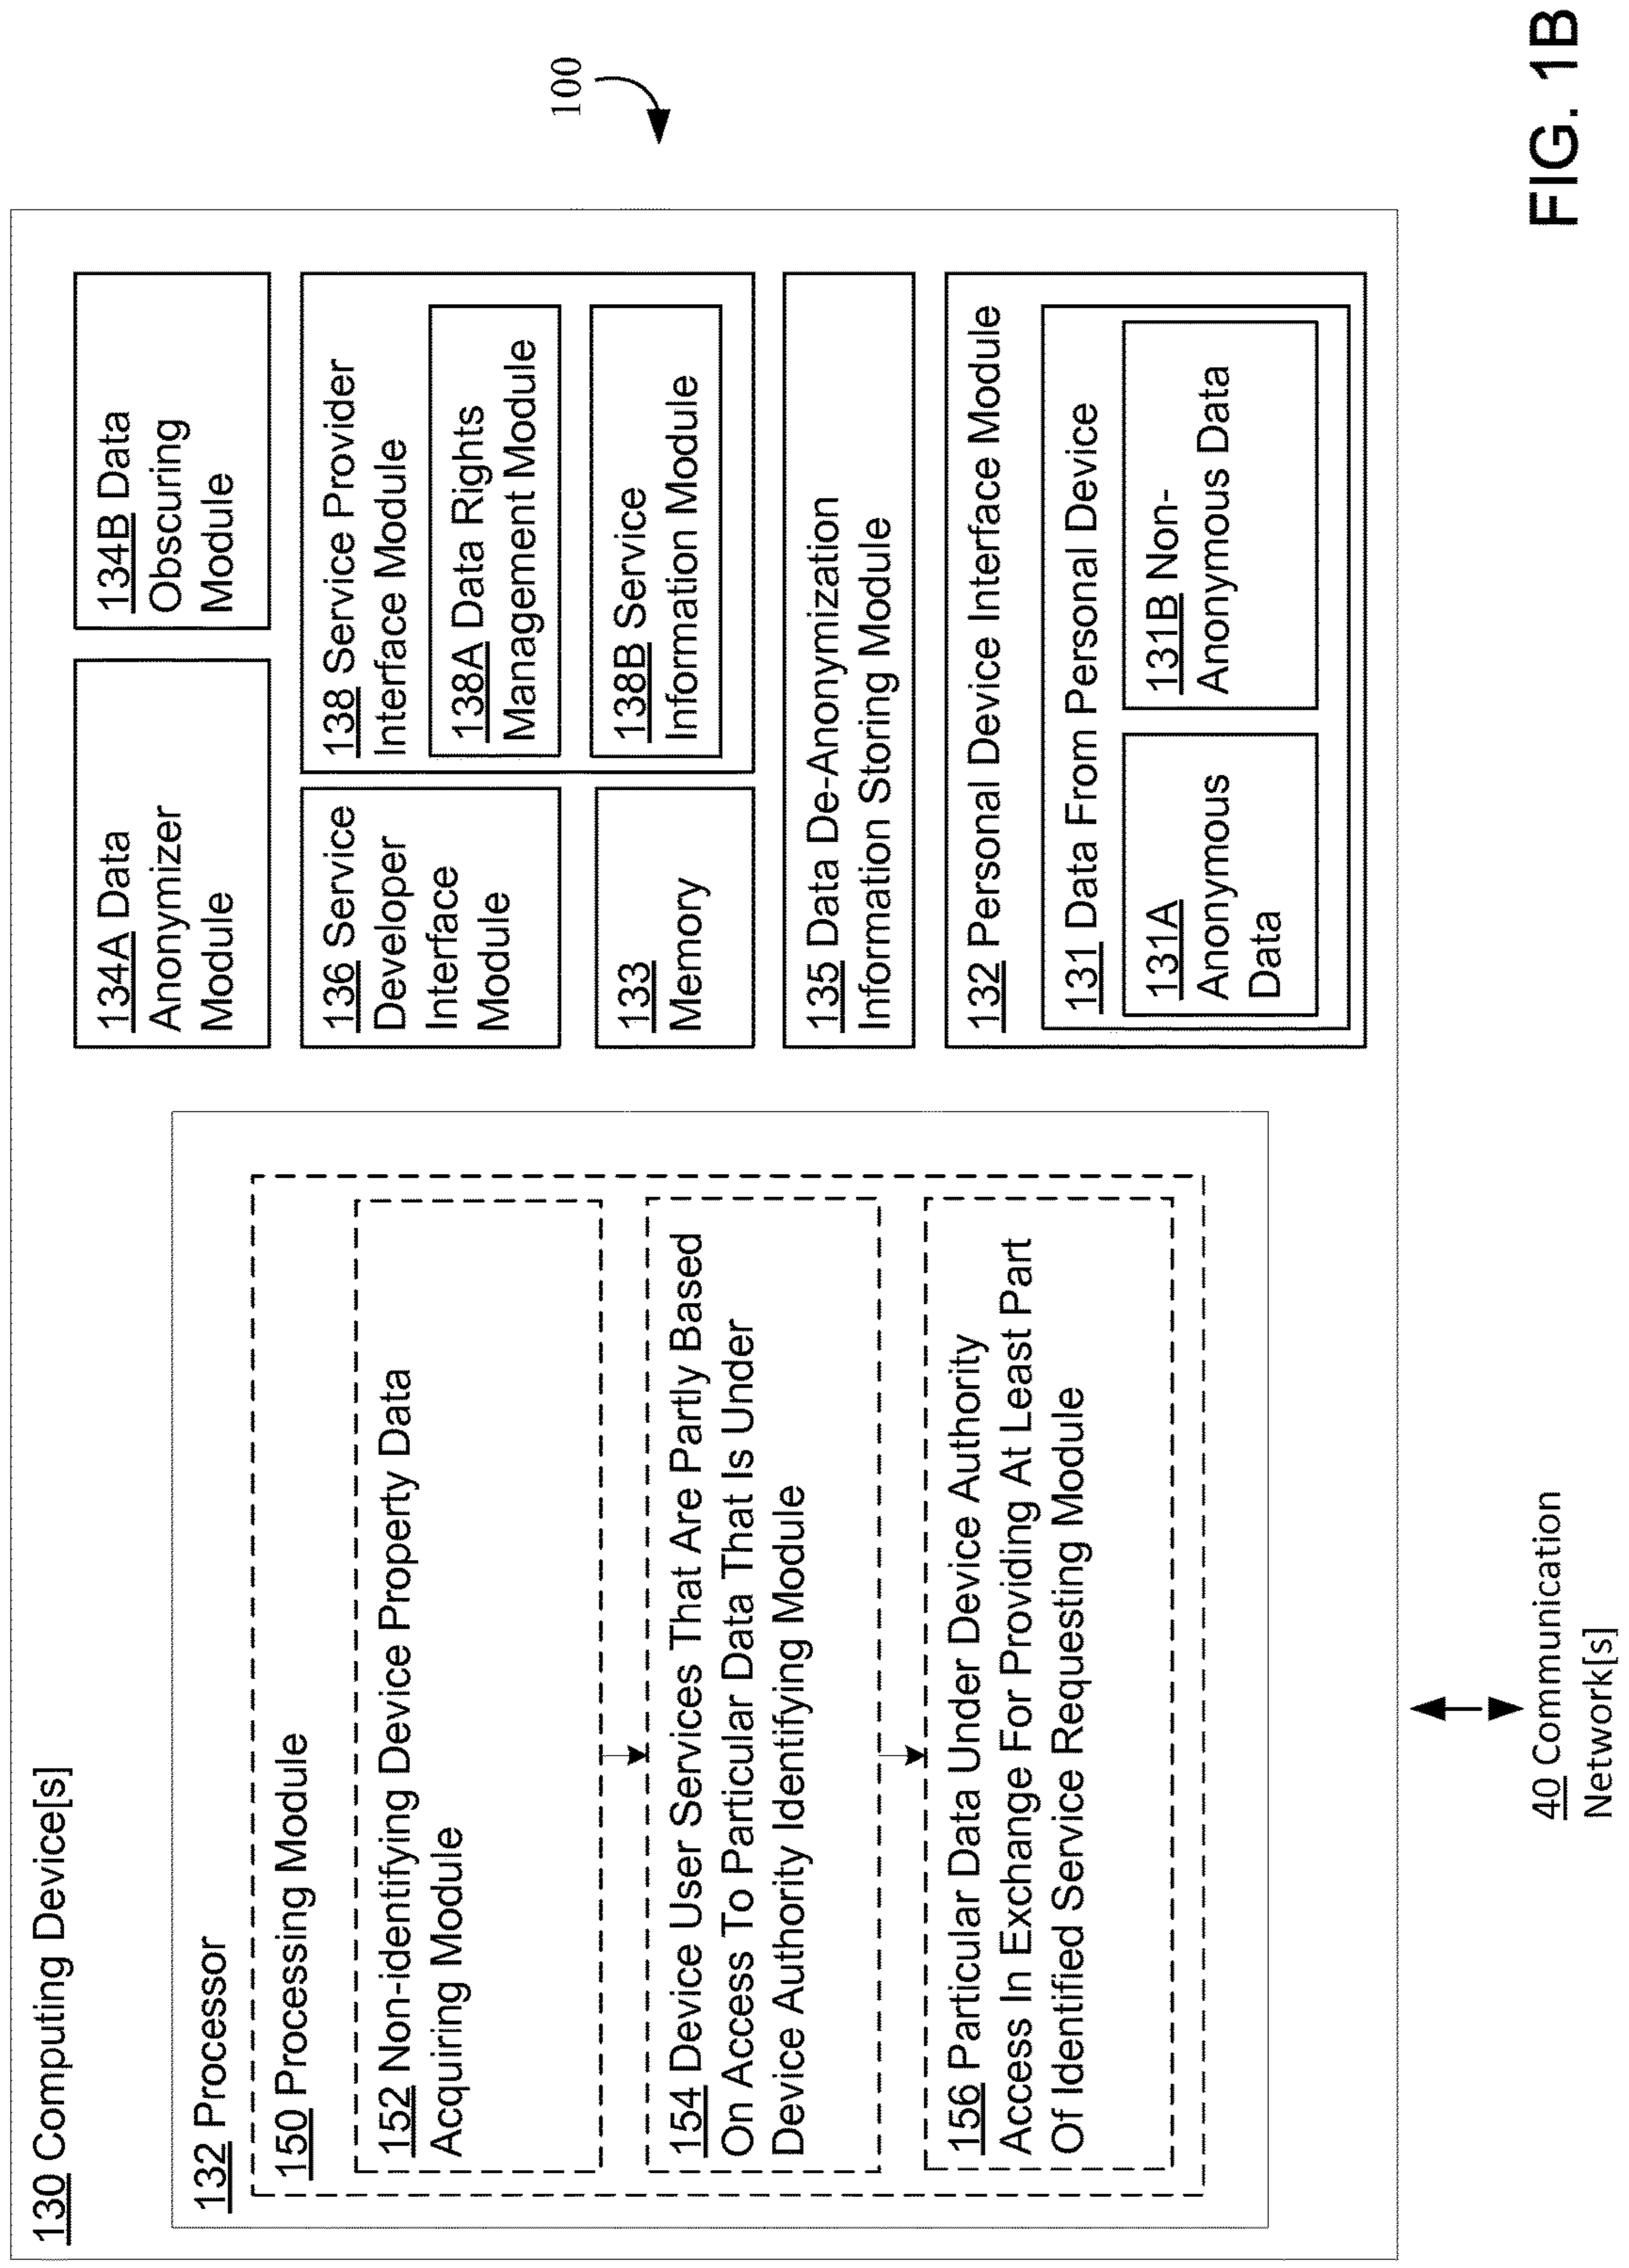 130 Computing Device[s]
132 Processor
150 Processing Module
152 Non-identifying Device Property Data
Acquiring Module
154 Device User Services That Are Partly Based
On Access To Particular Data That Is Under
Device Authority Identifying Module
156 Particular Data Under Device Authority
Access In Exchange For Providing At Least Part
Of Identified Service Requesting Module
134A Data
Anonymizer
Module
134B Data
Obscuring
Module
136 Service
Developer
Interface
Module
138 Service Provider
Interface Module
138A Data Rights
Management Module
138B Service
Information Module
133
Memory
135 Data De-Anonymization
Information Storing Module
132 Personal Device Interface Module
131 Data From Personal Device
131A
Anonymous
Data
131B Non-
Anonymous Data
100
40 Communication
Network[s]
FIG. 1B